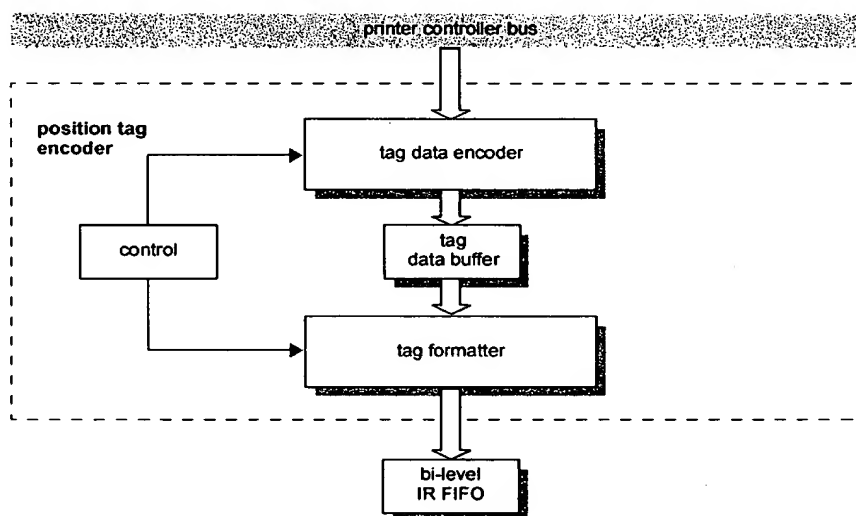 printer controller bus
position tag
encoder
tag data encoder
control
tag
data buffer
tag formatter
bi-level
IR FIFO